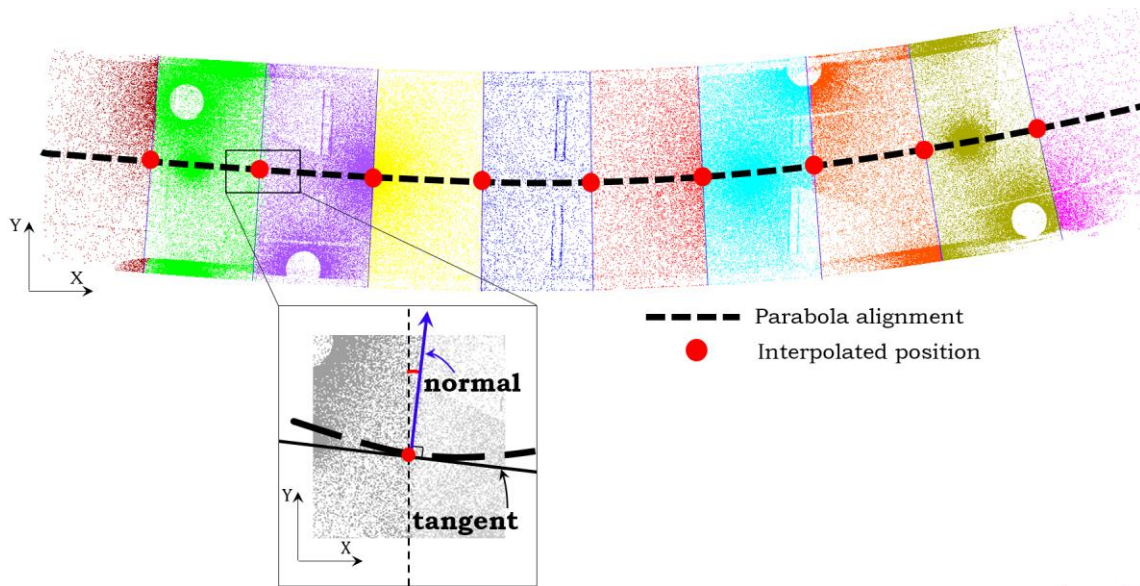 Y
X
Parabola alignment
Interpolated position
normal
Y
tangent
X